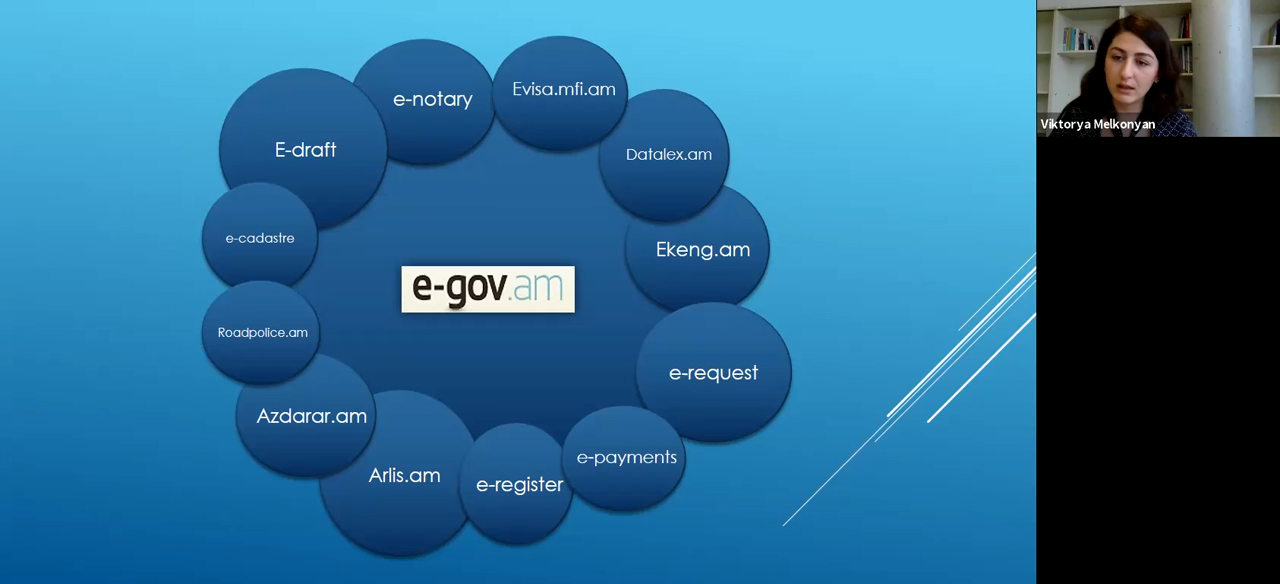 e-notary
Evisa.mfi.am
E-draft
Datalex.am
e-cadastre
Ekeng.am
e-gov.am
Roadpolice.am
e-request
Azdarar.am
e-payments
Arlis.am
e-register
Viktorya Melkonyan